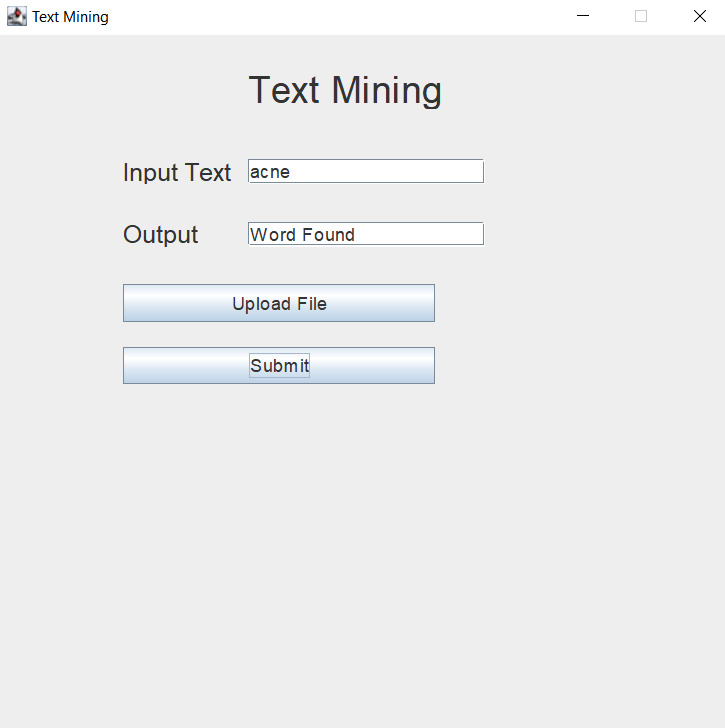 Text Mining
Text Mining
Input Text acne
Output Word Found
Upload File
Submit